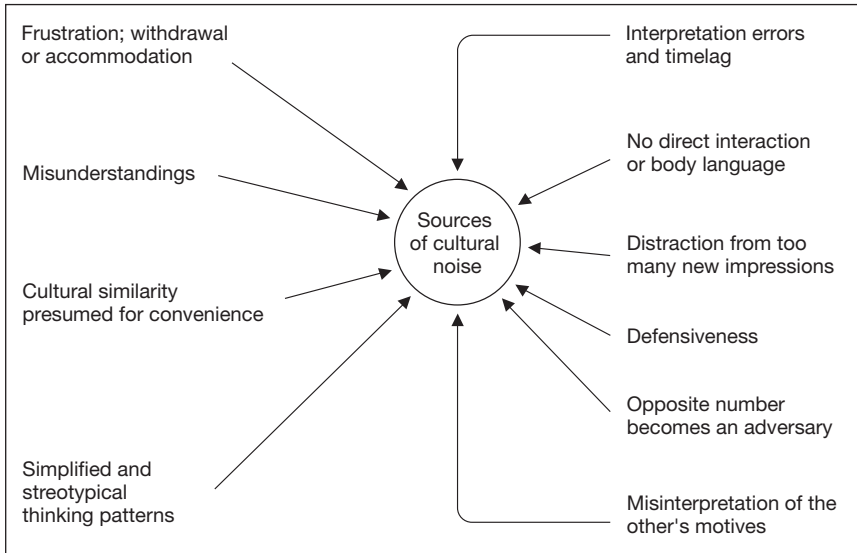 Frustration; withdrawal
or accommodation
Misunderstandings
Cultural similarity
presumed for convenience
Simplified and
streotypical
thinking patterns
Sources
of cultural
noise
Interpretation errors
and timelag
No direct interaction
or body language
Distraction from too
many new impressions
Defensiveness
Opposite number
becomes an adversary
Misinterpretation of the
other's motives